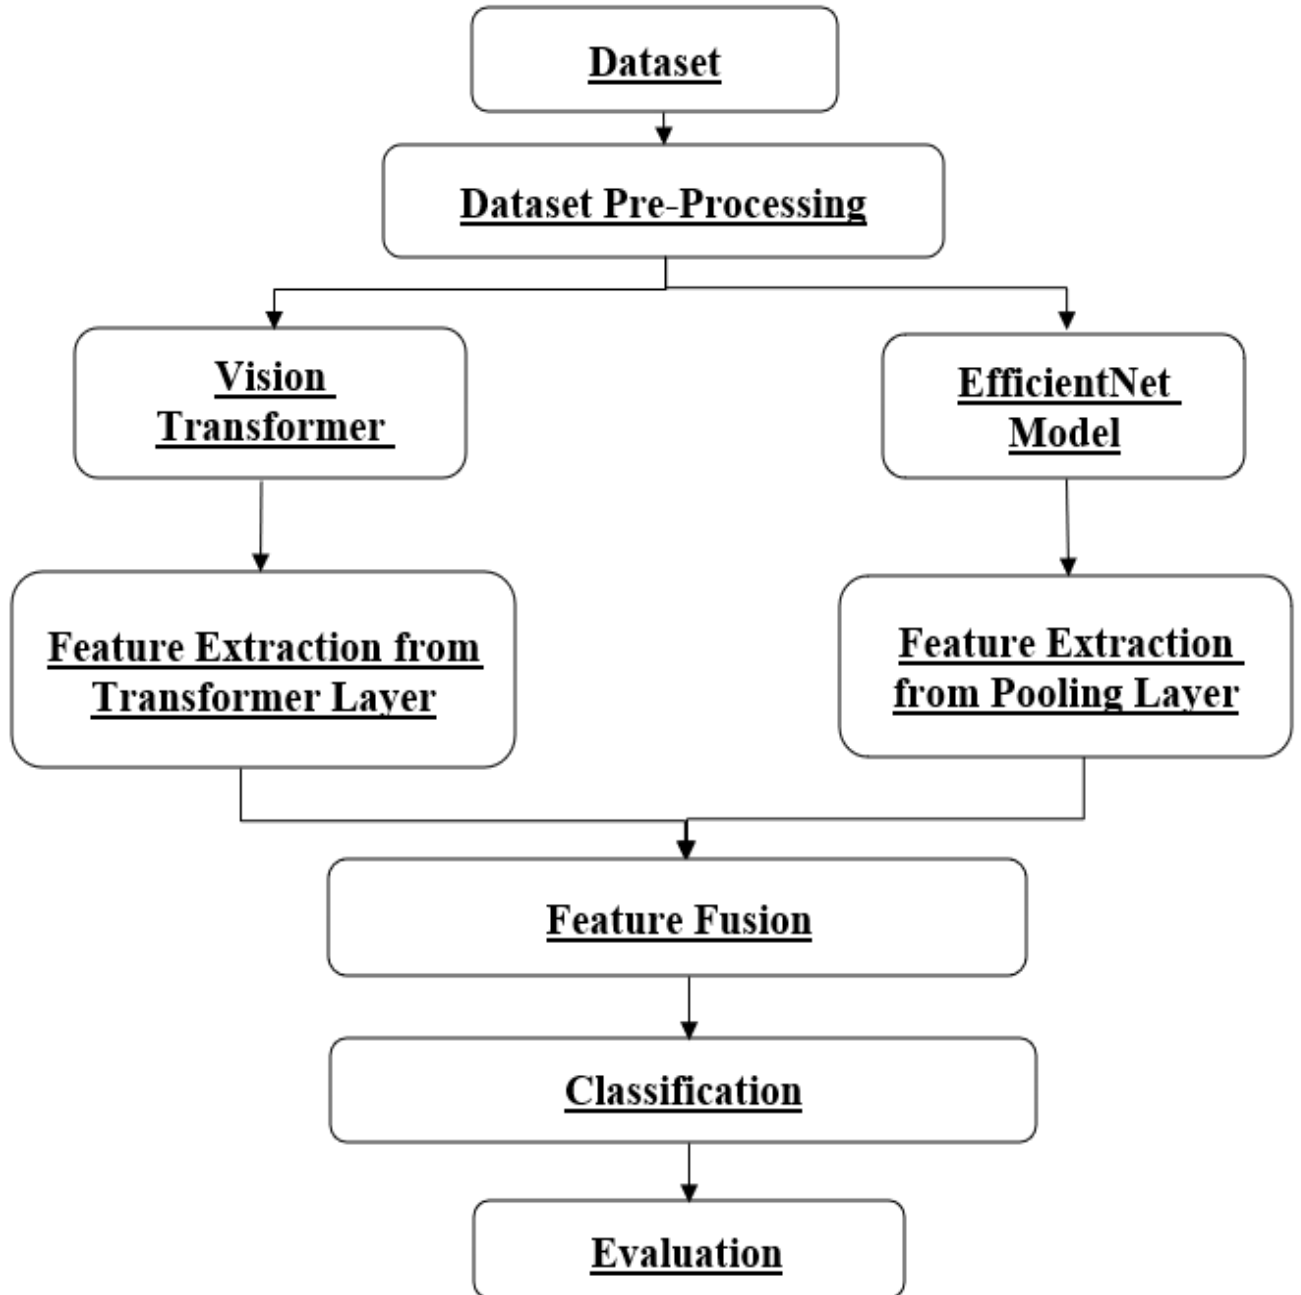 Dataset
Dataset Pre-Processing
Vision
Transformer
EfficientNet
Model
Feature Extraction from
Transformer Layer
Feature Extraction
from Pooling Layer
Feature Fusion
Classification
Evaluation